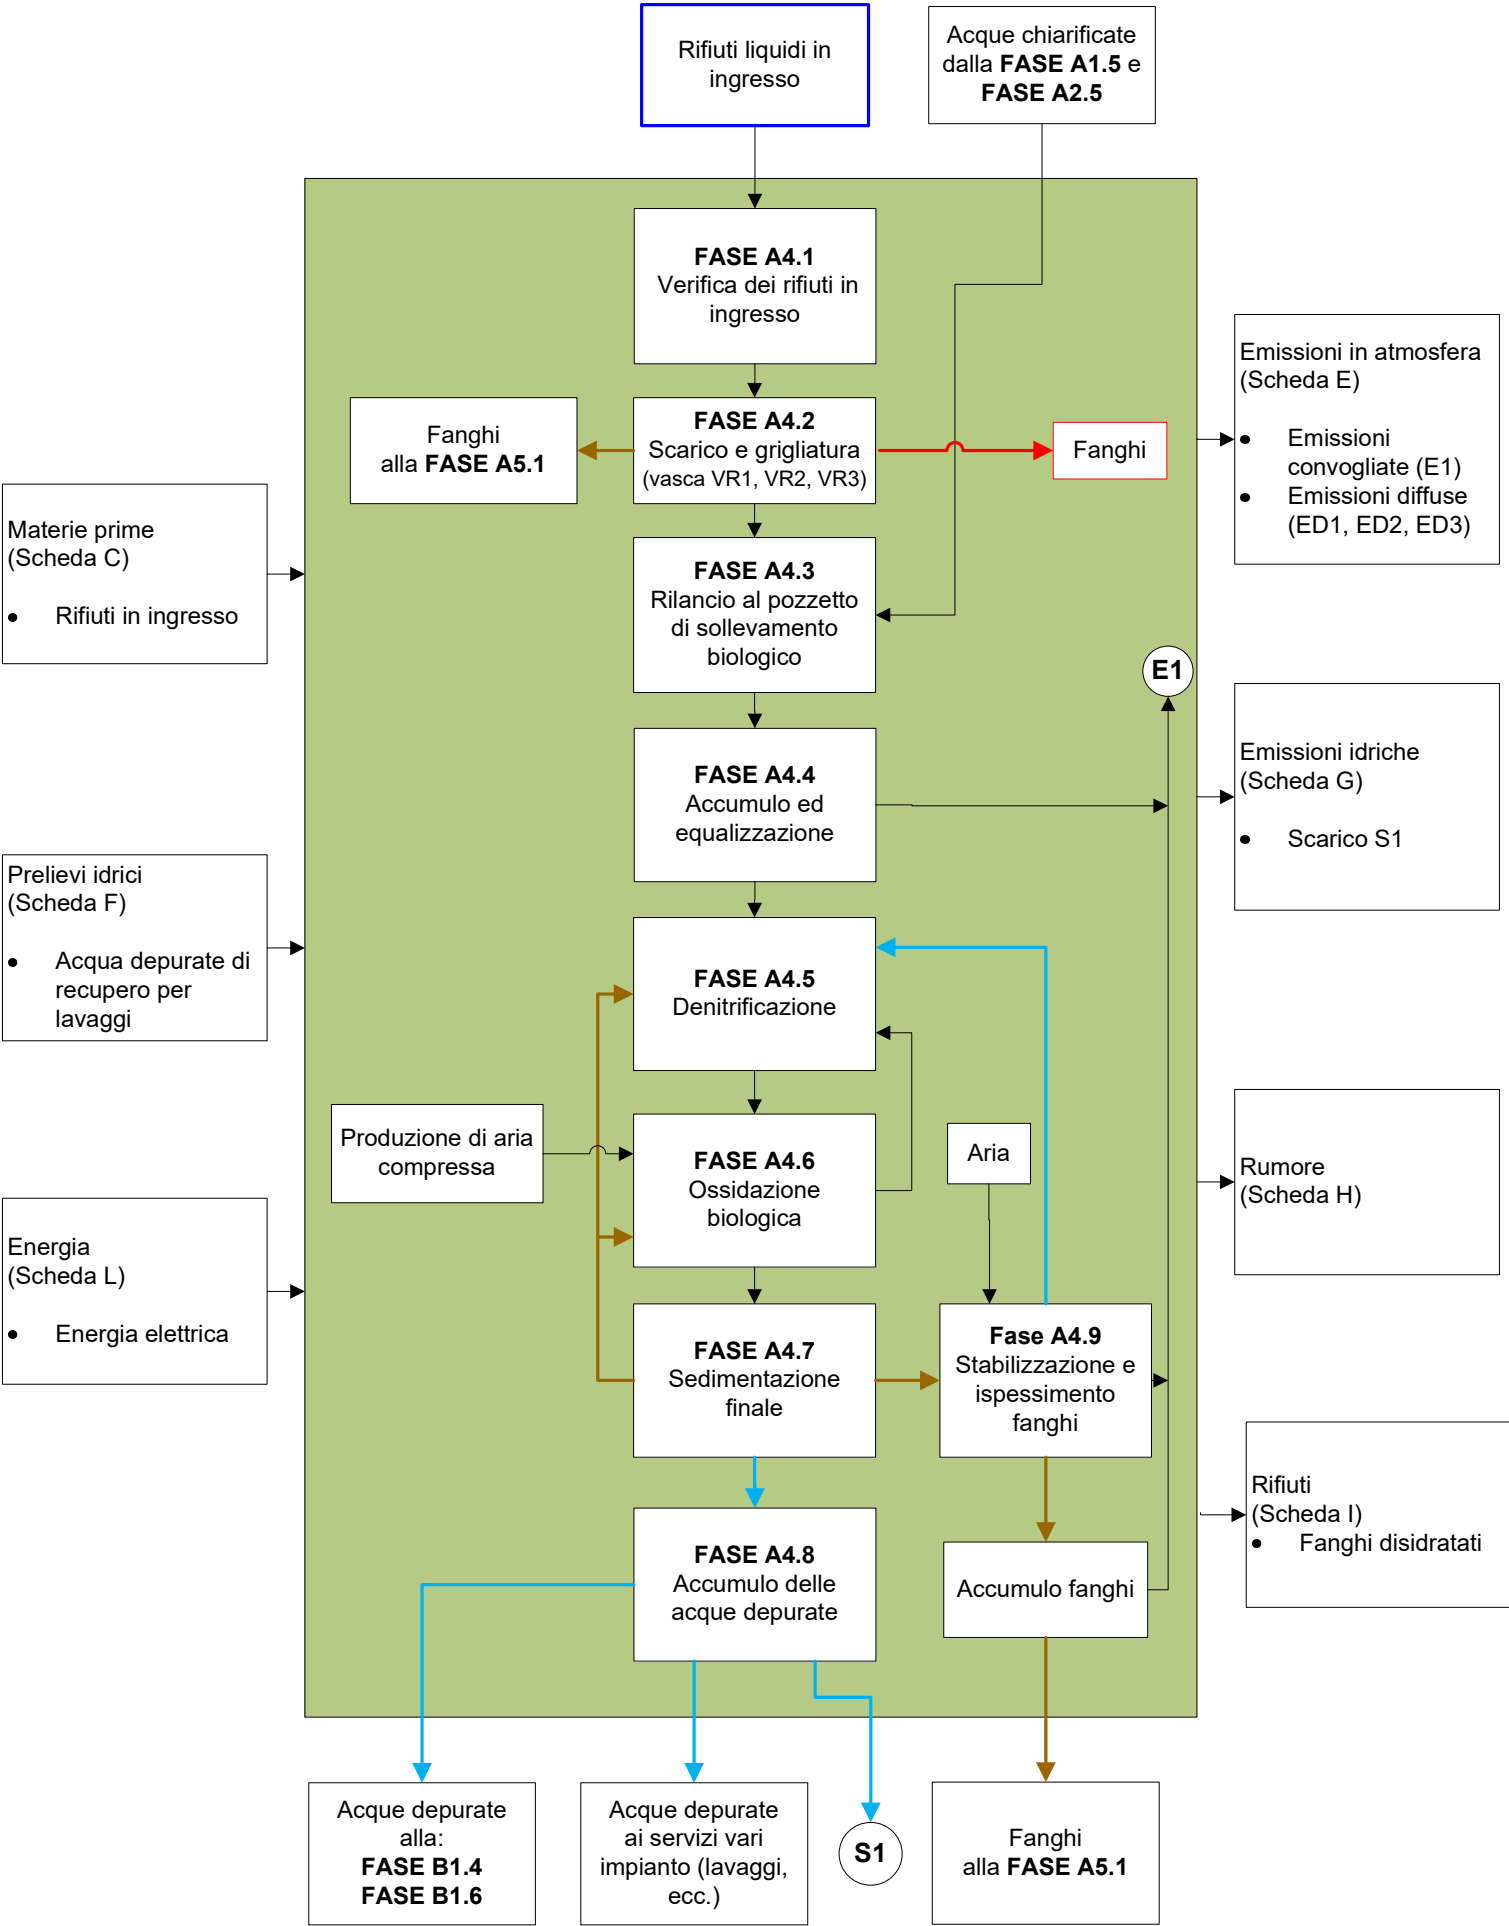 Rifiuti liquidi in
ingresso
Acque chiarificate
dalla FASE A1.5 e
FASE A2.5
FASE A4.1
Verifica dei rifiuti in
ingresso
Fanghi
alla FASE A5.1
FASE A4.2
Scarico e grigliatura
(vasca VR1, VR2, VR3)
Fanghi
Emissioni in atmosfera
(Scheda E)
• Emissioni
convogliate (E1)
• Emissioni diffuse
(ED1, ED2, ED3)
Materie prime
(Scheda C)
• Rifiuti in ingresso
FASE A4.3
Rilancio al pozzetto
di sollevamento
biologico
E1
FASE A4.4
Accumulo ed
equalizzazione
Emissioni idriche
(Scheda G)
• Scarico S1
Prelievi idrici
(Scheda F)
• Acqua depurate di
recupero per
lavaggi
FASE A4.5
Denitrificazione
Produzione di aria
compressa
FASE A4.6
Ossidazione
biologica
Aria
Rumore
(Scheda H)
Energia
(Scheda L)
• Energia elettrica
FASE A4.7
Sedimentazione
finale
Fase A4.9
Stabilizzazione e
ispessimento
fanghi
Rifiuti
(Scheda I)
• Fanghi disidratati
FASE A4.8
Accumulo delle
acque depurate
Accumulo fanghi
Acque depurate
alla:
FASE B1.4
FASE B1.6
Acque depurate
ai servizi vari
impianto (lavaggi,
ecc.)
S1
Fanghi
alla FASE A5.1